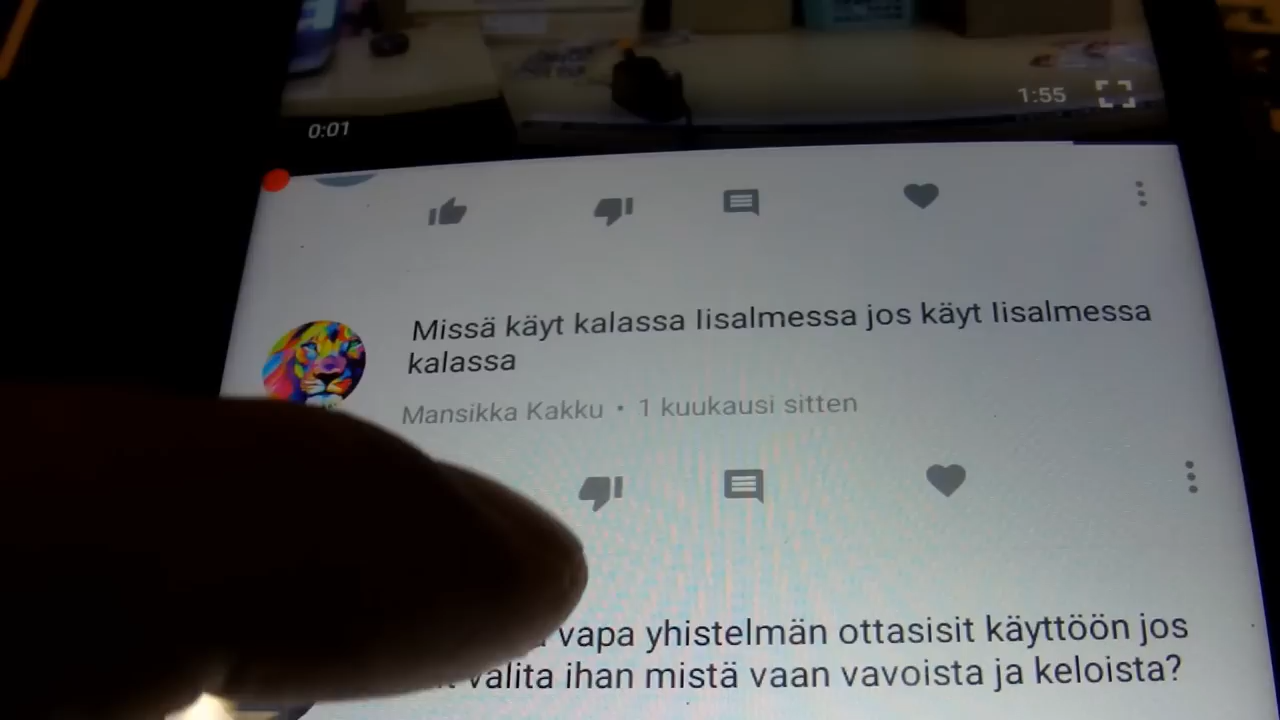 1:55
0:01
Missä käyt kalassa Iisalmessa jos käyt Iisalmessa
kalassa
Mansikka Kakku • 1 kuukausi sitten
vapa yhistelmän ottasisit käyttöön jos
valita ihan mistä vaan vavoista ja keloista?